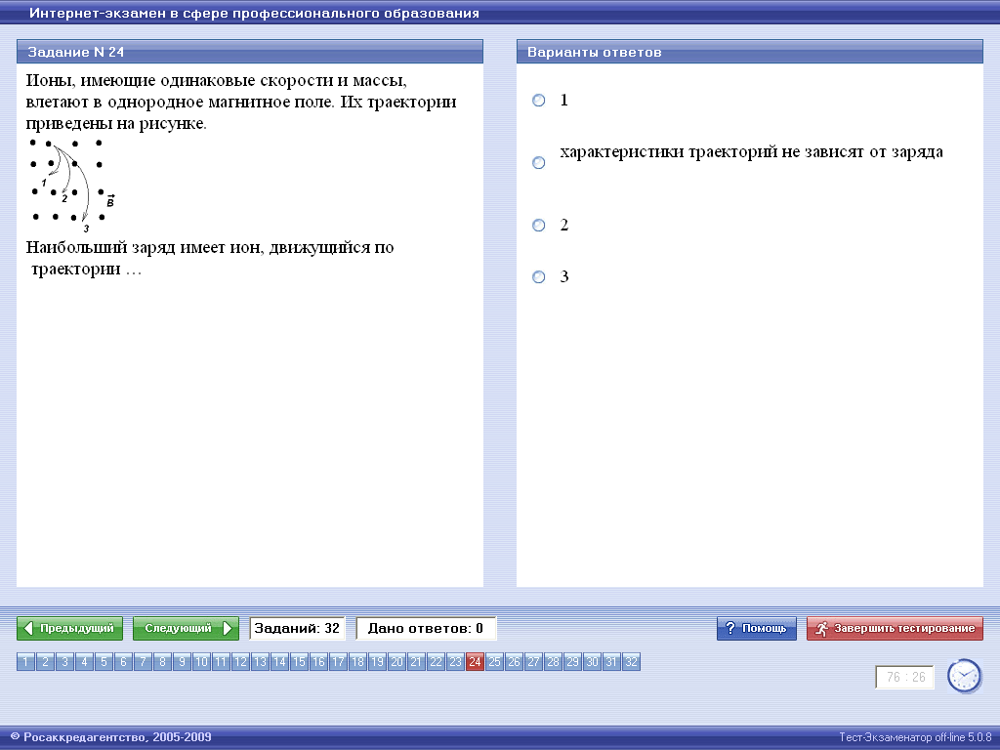 Интернет-экзамен в сфере профессионального образования
Задание N 24
Ионы, имеющие одинаковые скорости и массы,
влетают в однородное магнитное поле. Их траектории
приведены на рисунке.
1
2
B
3
Наибольший заряд имеет ион, движущийся по
траектории …
Варианты ответов
1
характеристики траекторий не зависят от заряда
2
3
Предыдущий
Следующий
Заданий: 32
Дано ответов: 0
? Помощь
Завершить тестирование
1 2 3 4 5 6 7 8 9 10 11 12 13 14 15 16 17 18 19 20 21 22 23 24 25 26 27 28 29 30 31 32
76 : 26
© Росаккредагентство, 2005-2009
Тест-Экзаменатор off-line 5.0.8